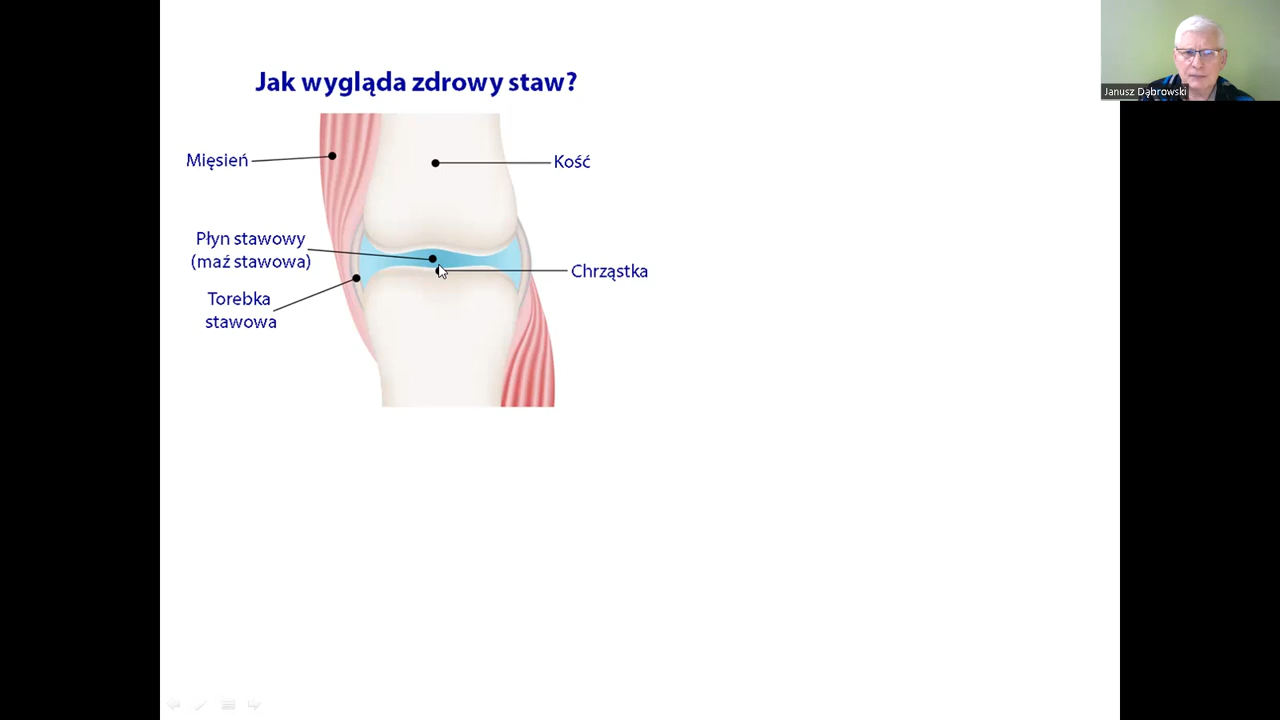 Jak wygląda zdrowy staw?
Mięsień
Kość
Płyn stawowy
(maź stawowa)
Chrząstka
Torebka
stawowa
Janusz Dąbrowski